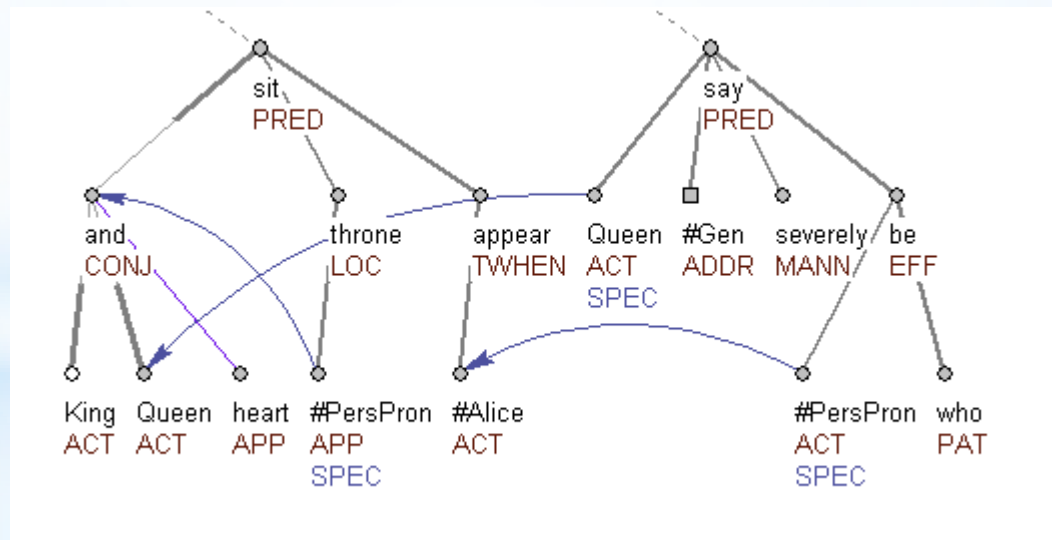 sit say
PRED PRED
and throne appear Queen #Gen severely be
CONJ LOC TWHEN ACT ADDR MANN EFF
SPEC
King Queen heart #PersPron #Alice #PersPron who
ACT ACT APP APP ACT ACT PAT
SPEC SPEC